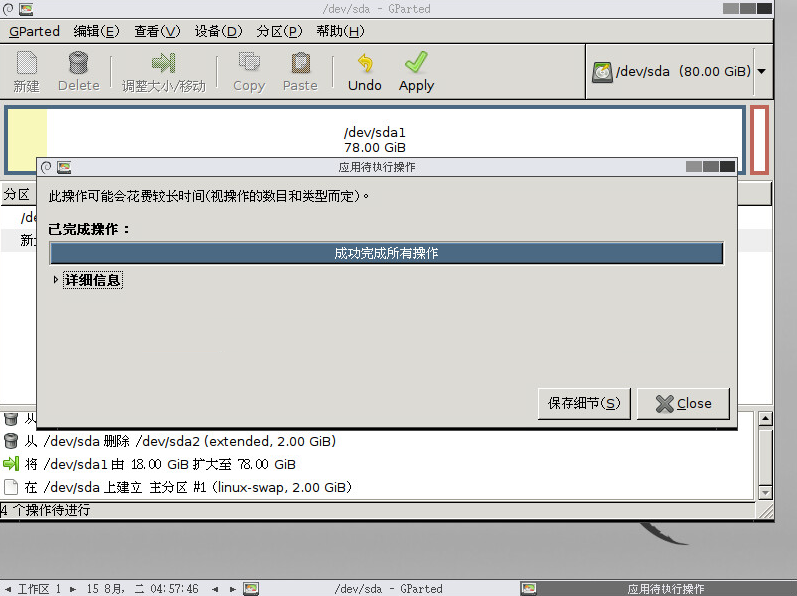 /dev/sda - GParted
GParted 编辑(E) 查看(V) 设备(D) 分区(P) 帮助(H)
新建 Delete 调整大小/移动 Copy Paste Undo Apply
/dev/sda (80.00 GiB)
/dev/sda1
78.00 GiB
应用待执行操作
分区
此操作可能会花费较长时间(视操作的数目和类型而定)。
/de
已完成操作：
新
成功完成所有操作
详细信息
保存细节(S) Close
从
从 /dev/sda 删除 /dev/sda2 (extended, 2.00 GiB)
将 /dev/sda1 由 18.00 GiB 扩大至 78.00 GiB
在 /dev/sda 上建立 主分区 #1 (linux-swap, 2.00 GiB)
4 个操作待进行
工作区 1 15 8月, 二 04:57:46 /dev/sda - GParted 应用待执行操作